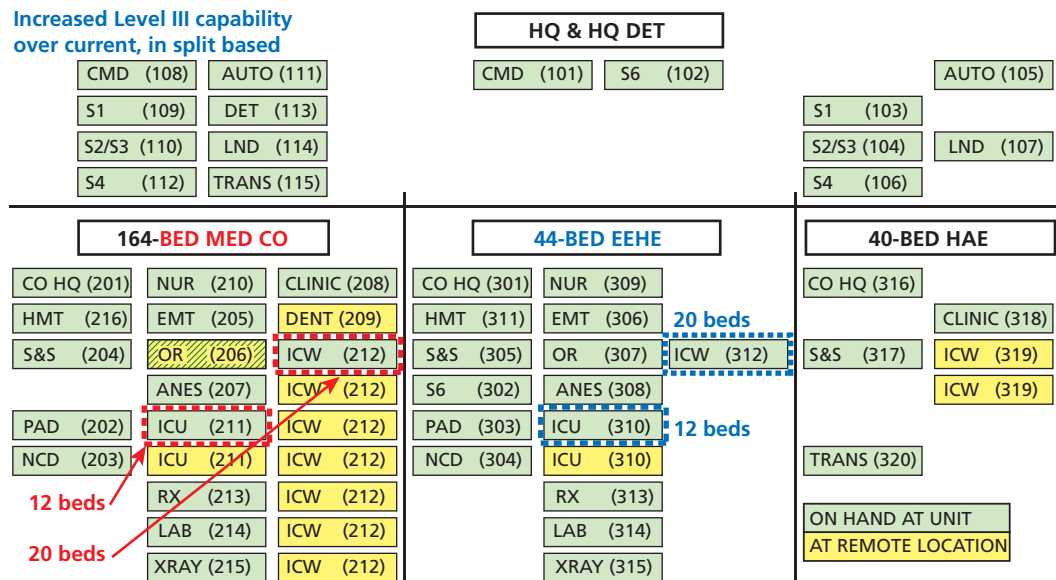 Increased Level III capability
over current, in split based
HQ & HQ DET
CMD (108) AUTO (111) CMD (101) S6 (102) AUTO (105)
S1 (109) DET (113) S1 (103)
S2/S3 (110) LND (114) S2/S3 (104) LND (107)
S4 (112) TRANS (115) S4 (106)
164-BED MED CO 44-BED EEHE 40-BED HAE
CO HQ (201) NUR (210) CLINIC (208) CO HQ (301) NUR (309) CO HQ (316)
HMT (216) EMT (205) DENT (209) HMT (311) EMT (306) 20 beds CLINIC (318)
S&S (204) OR (206) ICW (212) S&S (305) OR (307) ICW (312) S&S (317) ICW (319)
ANES (207) ICW (212) S6 (302) ANES (308) ICW (319)
PAD (202) ICU (211) ICW (212) PAD (303) ICU (310) 12 beds
NCD (203) ICU (211) ICW (212) NCD (304) ICU (310) TRANS (320)
12 beds RX (213) ICW (212) RX (313)
LAB (214) ICW (212) LAB (314) ON HAND AT UNIT
20 beds XRAY (215) ICW (212) XRAY (315) AT REMOTE LOCATION